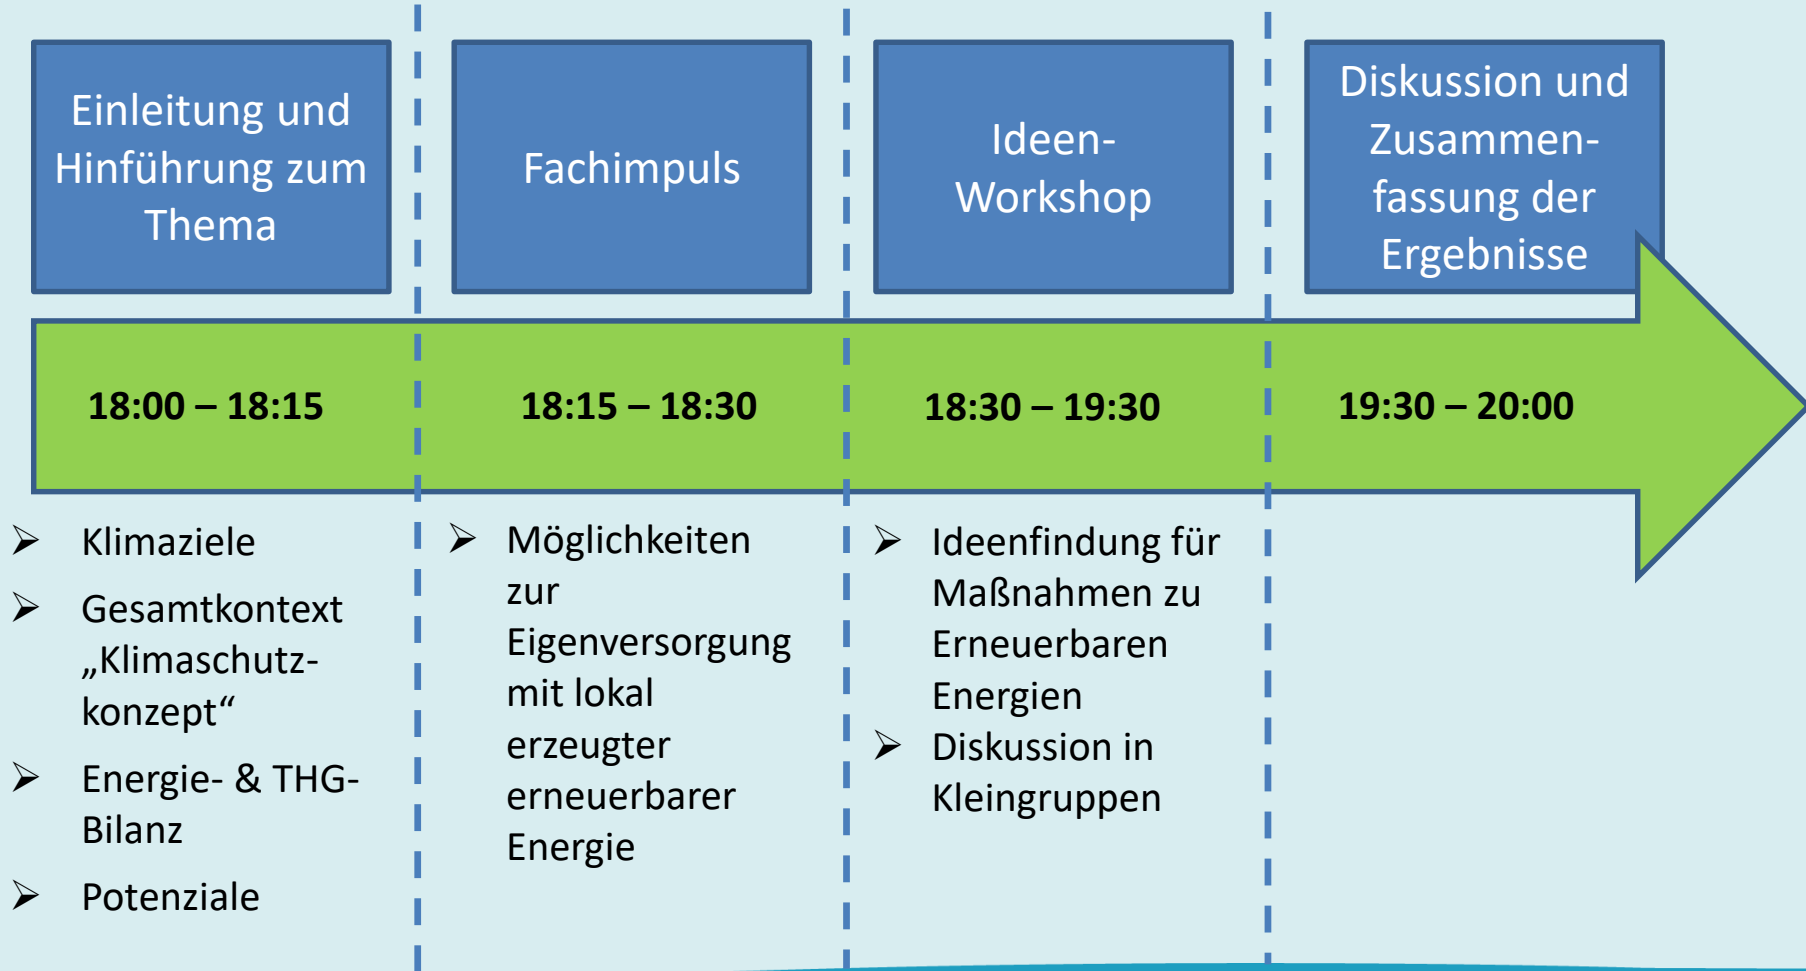 Einleitung und
Hinführung zum
Thema
Fachimpuls
Ideen-
Workshop
Diskussion und
Zusammen-
fassung der
Ergebnisse
18:00 – 18:15
18:15 – 18:30
18:30 – 19:30
19:30 – 20:00
➢ Klimaziele
➢ Gesamtkontext
„Klimaschutz-
konzept“
➢ Energie- & THG-
Bilanz
➢ Potenziale
➢ Möglichkeiten
zur
Eigenversorgung
mit lokal
erzeugter
erneuerbarer
Energie
➢ Ideenfindung für
Maßnahmen zu
Erneuerbaren
Energien
➢ Diskussion in
Kleingruppen